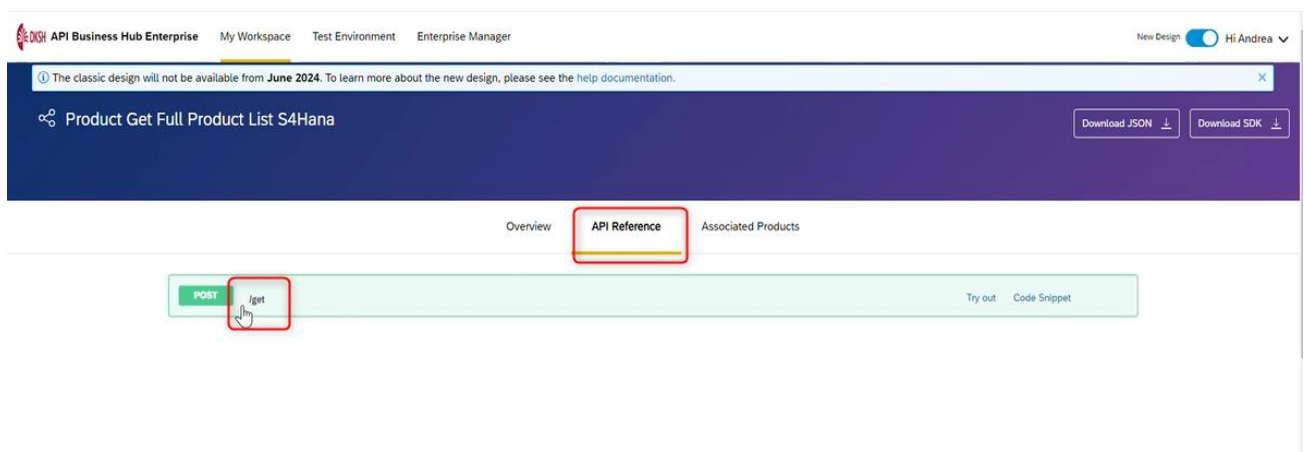 DKSH API Business Hub Enterprise My Workspace Test Environment Enterprise Manager New Design Hi Andrea
The classic design will not be available from June 2024. To learn more about the new design, please see the help documentation.
Product Get Full Product List S4Hana Download JSON Download SDK
Overview API Reference Associated Products
POST /get Try out Code Snippet